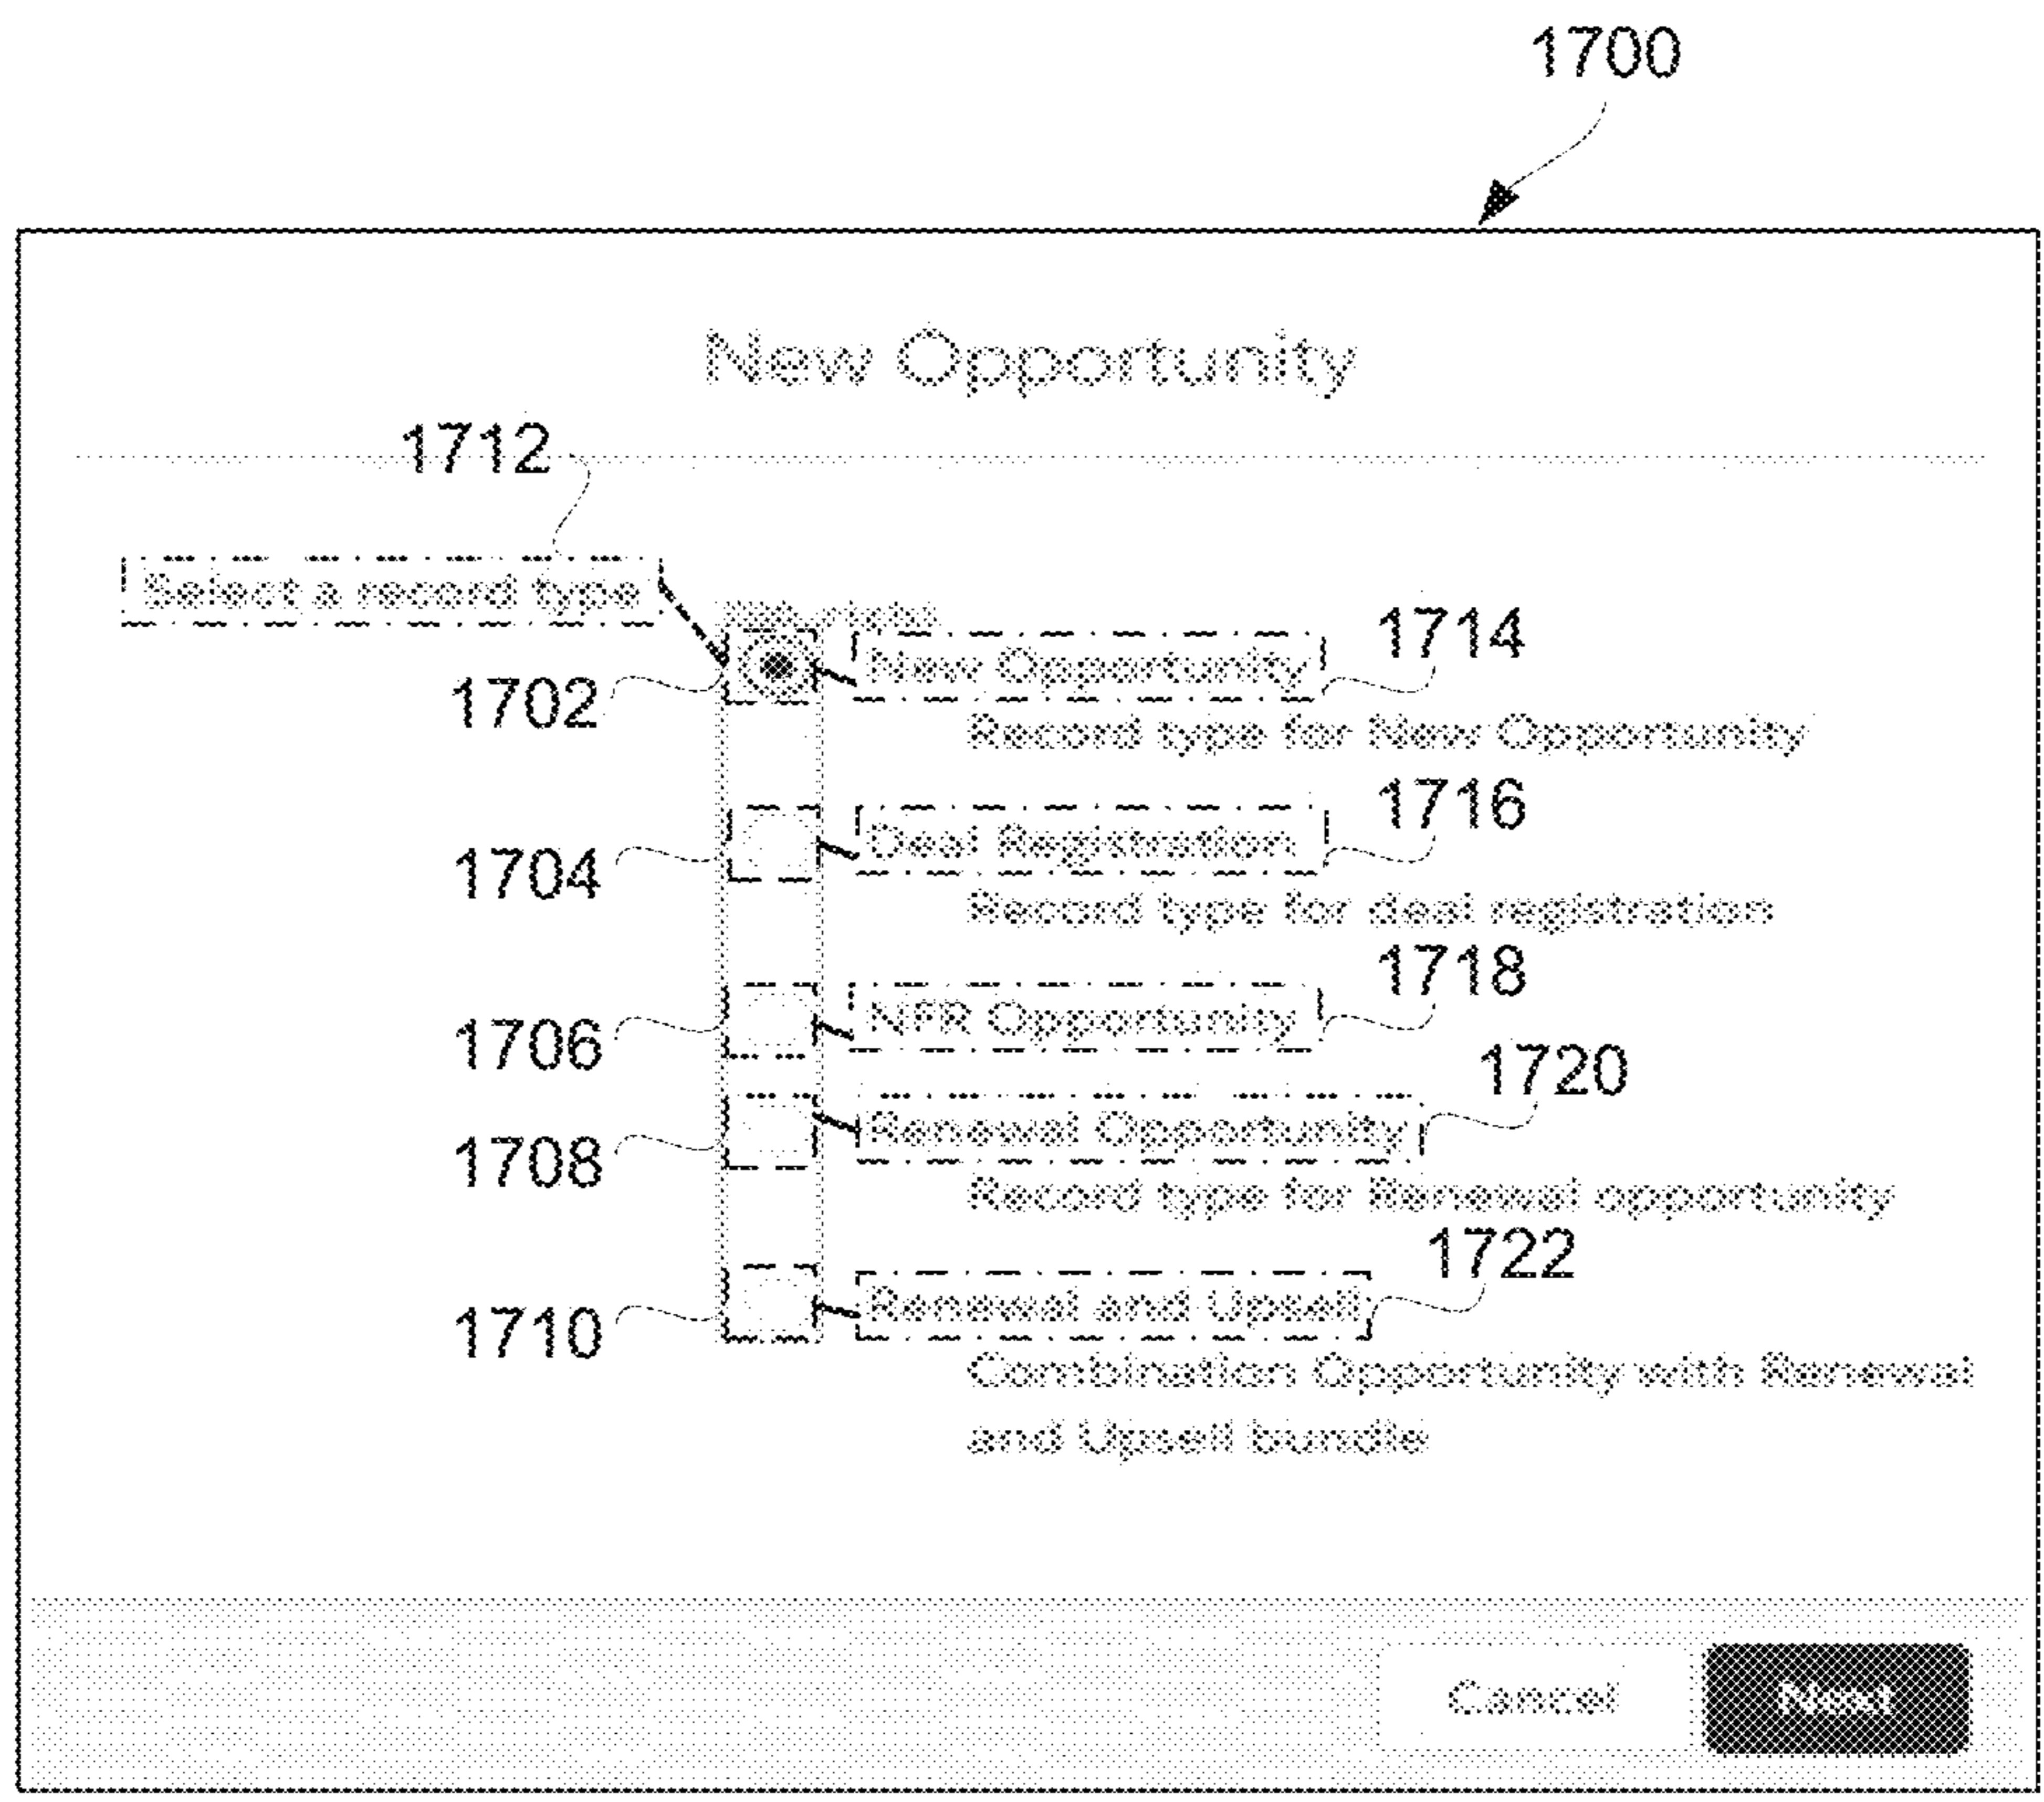 1700
New Opportunity
1712
Select a record type
1702
New Opportunity
1714
Record type for New Opportunity
1704
Deal Registration
1716
Record type for deal registration
1706
NFR Opportunity
1718
1708
Renewal Opportunity
1720
Record type for Renewal opportunity
1710
Renewal and Upsell
1722
Combination Opportunity with Renewal
and Upsell bundle
Cancel
Next